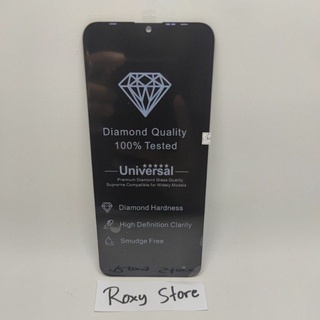 Diamond Quality
100% Tested
Universal
Premium Diamond Glass Quality
Supreme Compatible for Widely Models
Diamond Hardness
High Definition Clarity
Smudge Free
Roxy Store